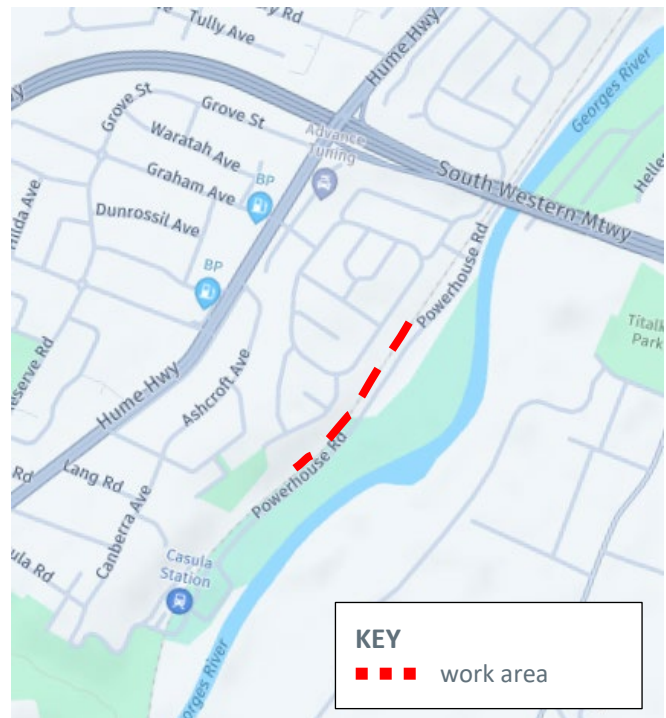 Tully Ave
Rd
Hume Hwy
Georges River
Grove St
Grove St
Advance
Tuning
Waratah Ave
BP
Graham Ave
South Western Mtwy
Dunrossil Ave
BP
Powerhouse Rd
Park
Hume Hwy
Ashcroft Ave
Rd
Lang Rd
Powerhouse Rd
Canberra Ave
Casula
Station
Rd
Georges River
KEY
work area